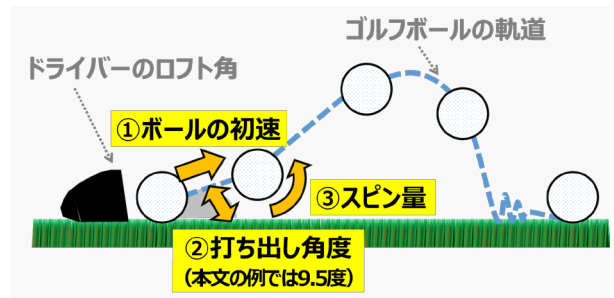 ゴルフボールの軌道
ドライバーのロフト角
①ボールの初速
③スピン量
②打ち出し角度
（本文の例では9.5度）